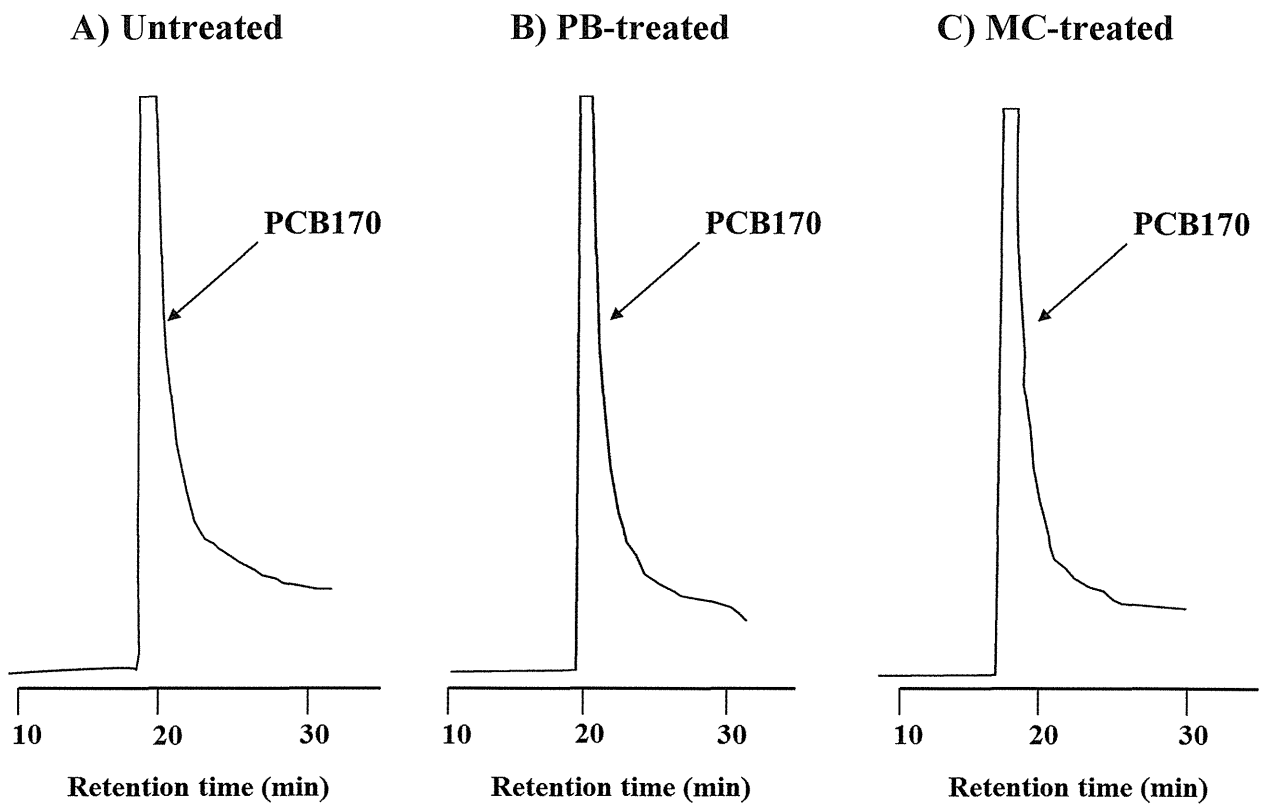 A) Untreated
B) PB-treated
C) MC-treated
PCB170
PCB170
PCB170
10 20 30
10 20 30
10 20 30
Retention time (min)
Retention time (min)
Retention time (min)